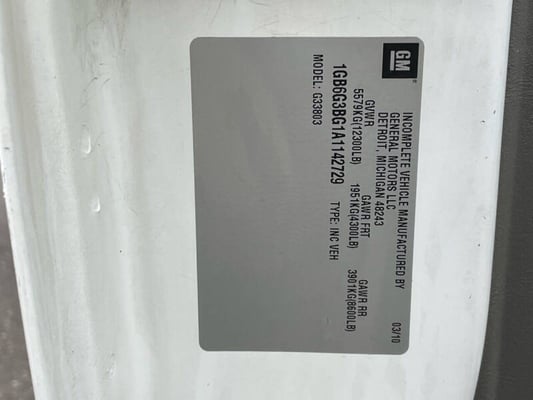 GM
INCOMPLETE VEHICLE MANUFACTURED BY
GENERAL MOTORS LLC 03/10
DETROIT, MICHIGAN 48243
GVWR GAWR FRT GAWR RR
5579KG(12300LB) 1951KG(4300LB) 3901KG(8600LB)
1GB6G3BG1A1142729 TYPE: INC VEH
MODEL: G33803